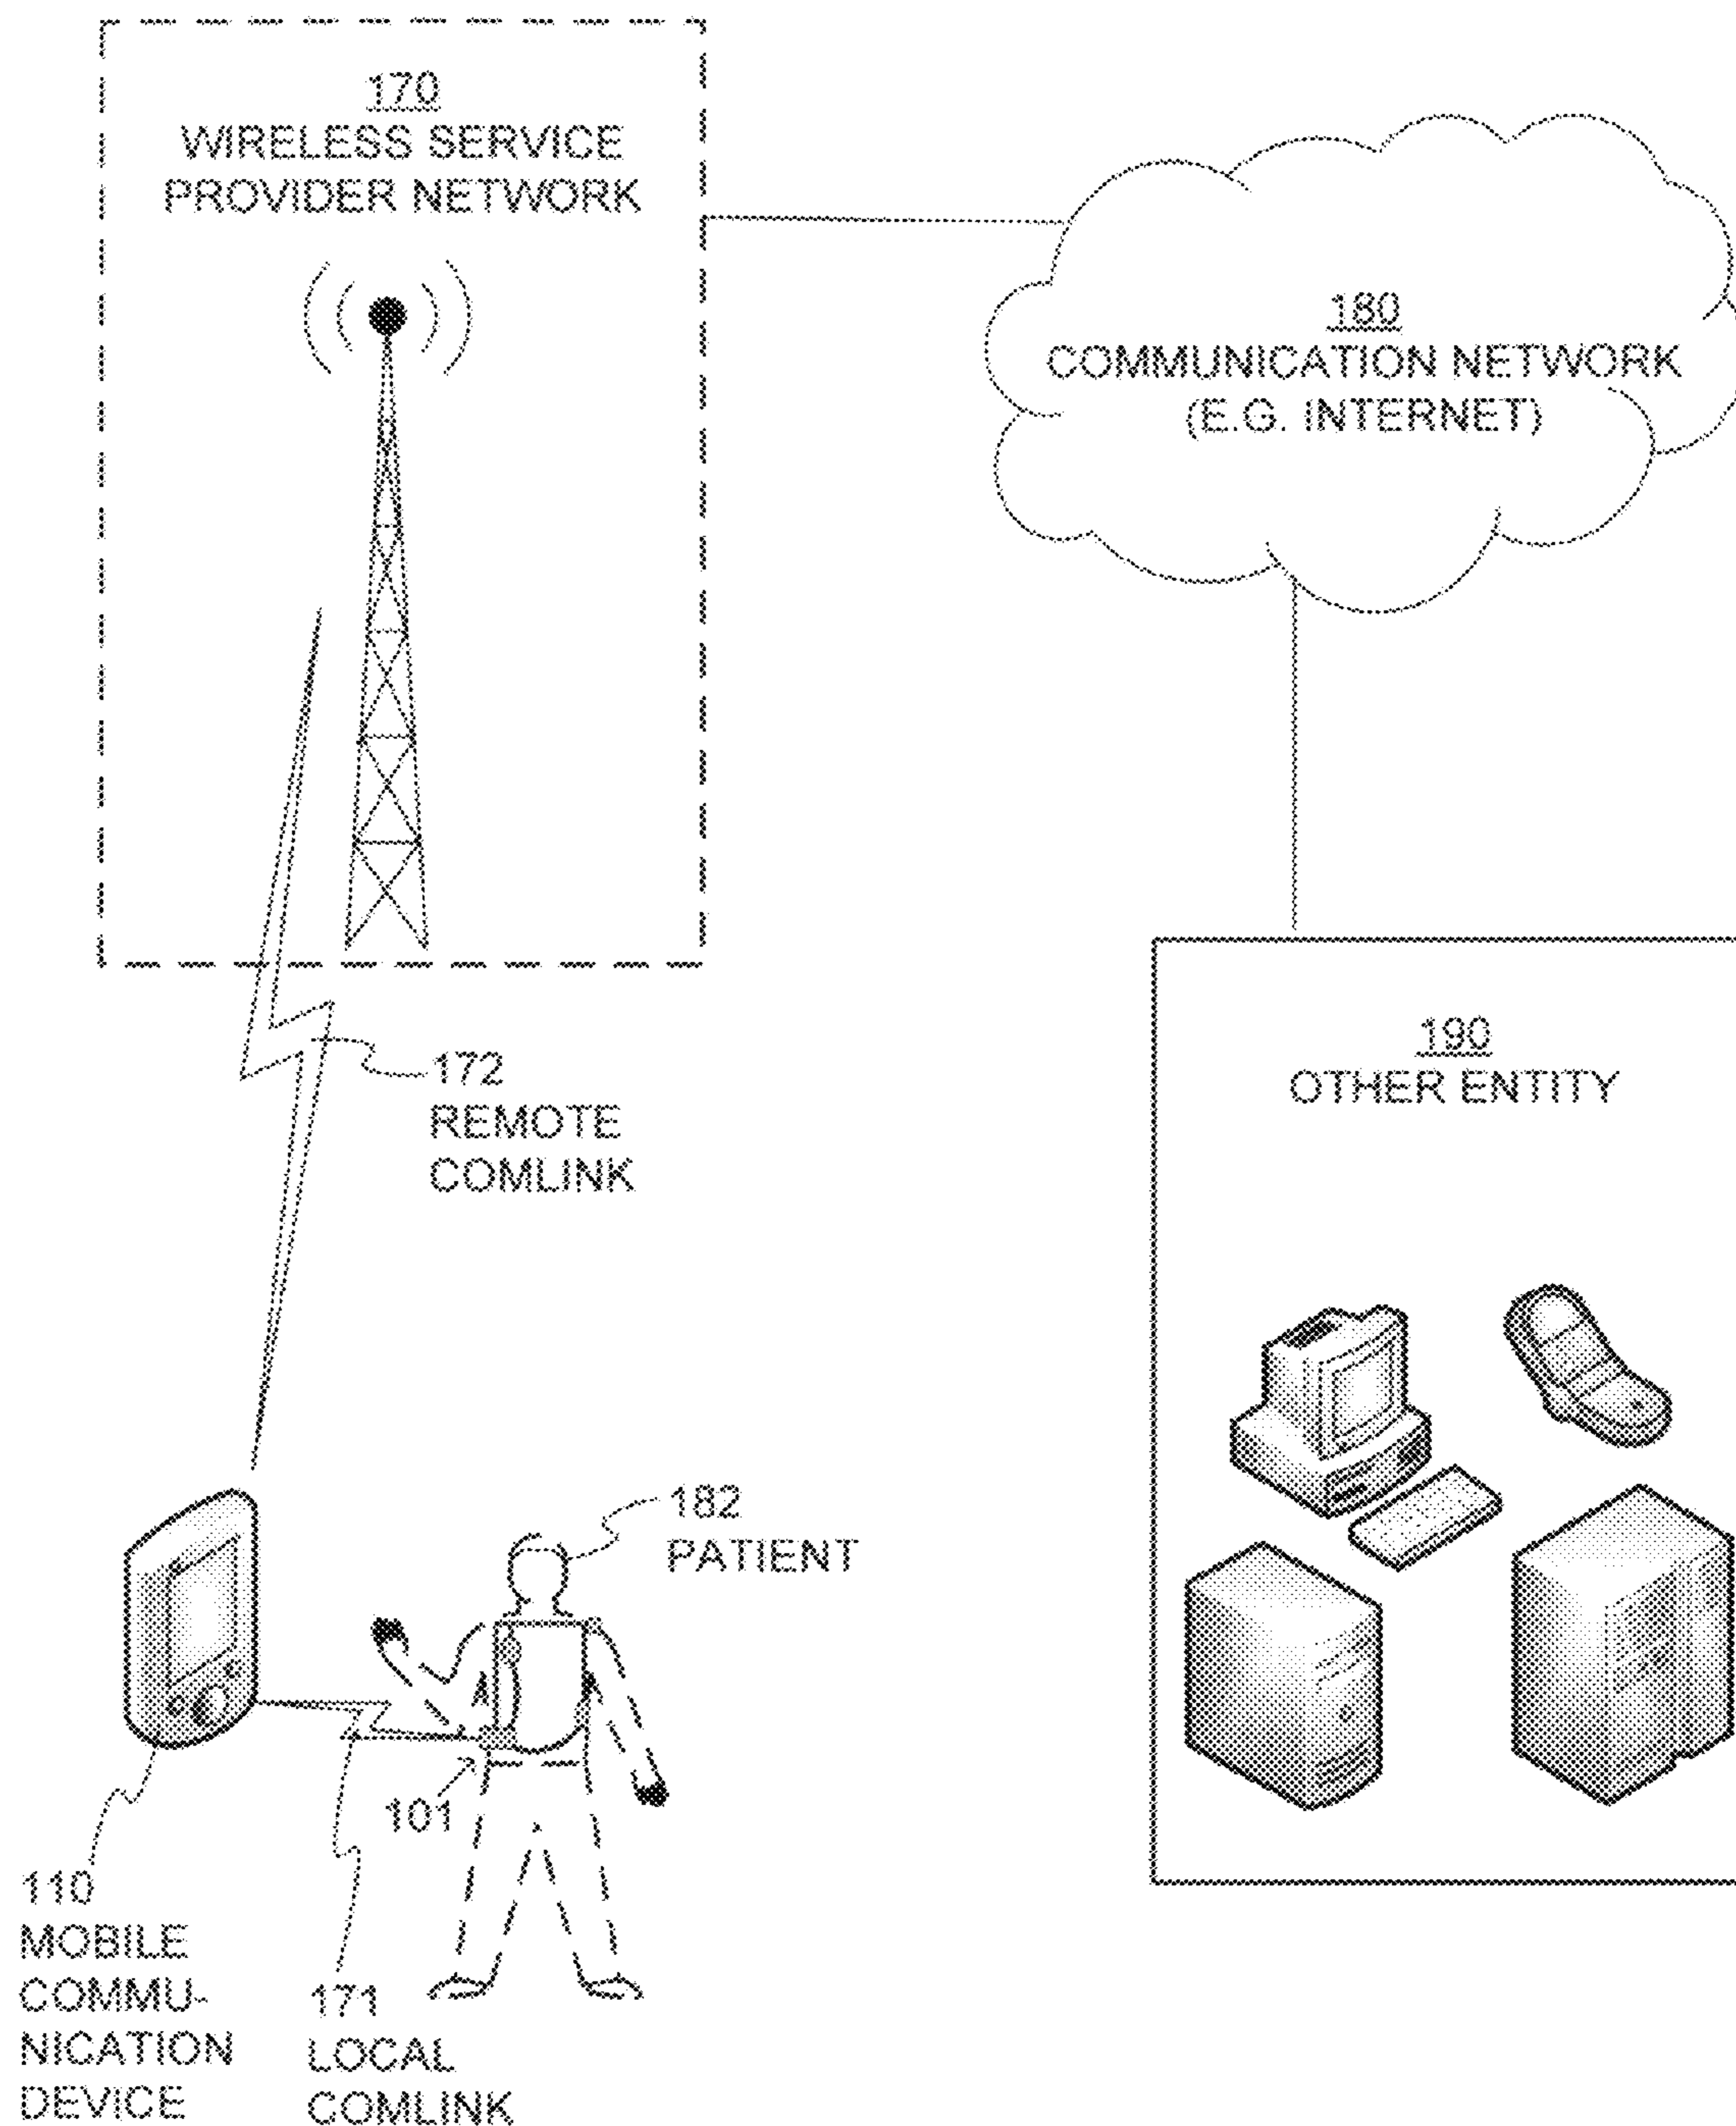 170
WIRELESS SERVICE
PROVIDER NETWORK
180
COMMUNICATION NETWORK
(E.G. INTERNET)
172
REMOTE
COMLINK
190
OTHER ENTITY
182
PATIENT
101
110
MOBILE
COMMU-
NICATION
DEVICE
171
LOCAL
COMLINK